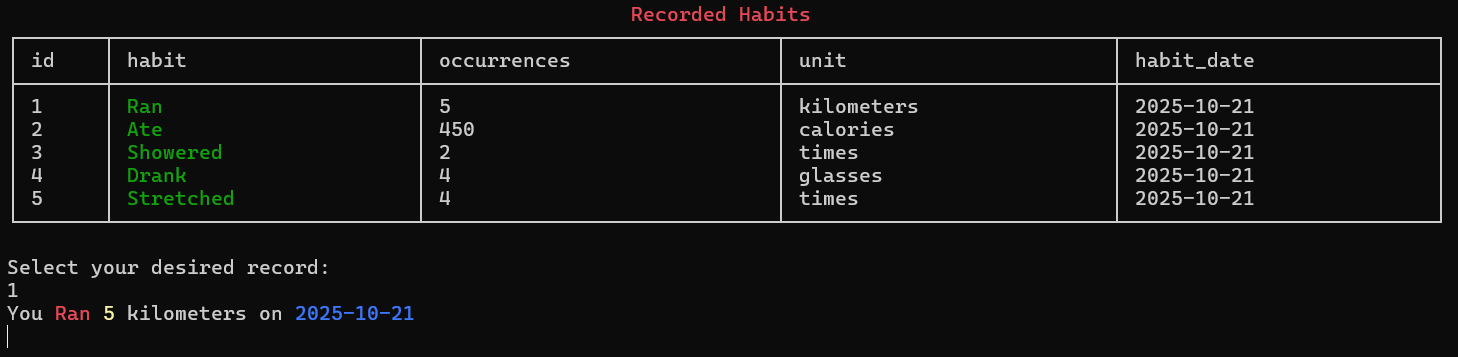 Recorded Habits
id habit occurrences unit habit_date
1 Ran 5 kilometers 2025-10-21
2 Ate 450 calories 2025-10-21
3 Showered 2 times 2025-10-21
4 Drank 4 glasses 2025-10-21
5 Stretched 4 times 2025-10-21
Select your desired record:
1
You Ran 5 kilometers on 2025-10-21